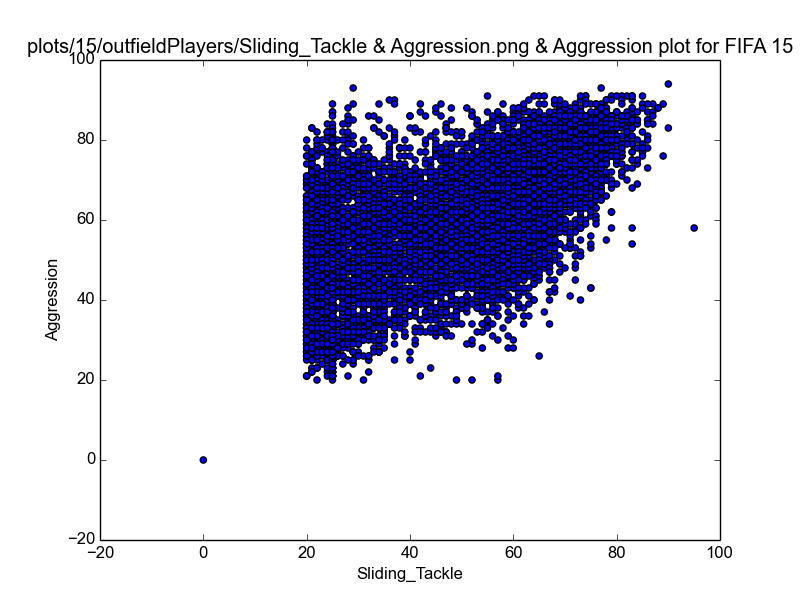 plots/15/outfieldPlayers/Sliding_Tackle & Aggression.png & Aggression plot for FIFA 15
100
80
60
40
20
0
−20
Aggression
−20 0 20 40 60 80 100
Sliding_Tackle